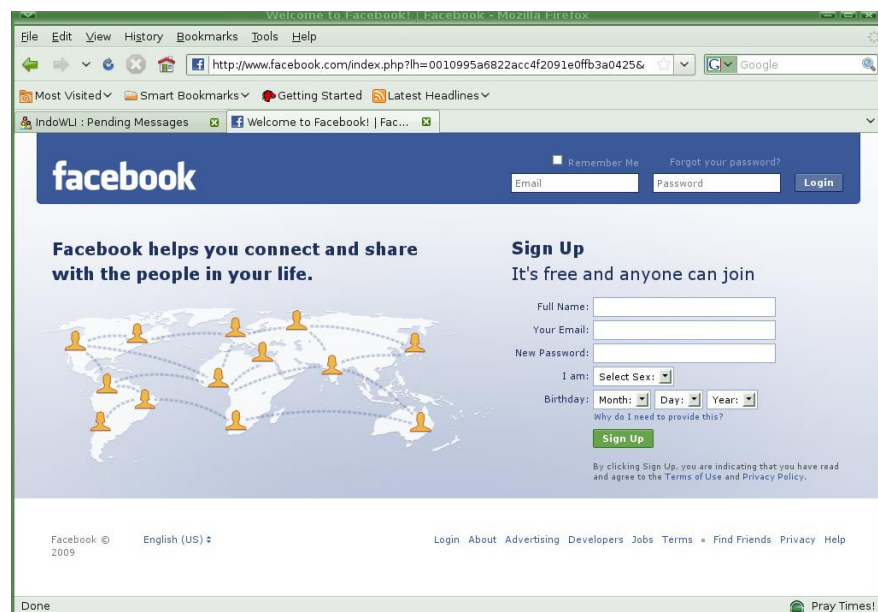 Welcome to Facebook! | Facebook - Mozilla Firefox
File Edit View History Bookmarks Tools Help
http://www.facebook.com/index.php?lh=0010995a6822acc4f2091e0ffb3a0425& G Google
Most Visited Smart Bookmarks Getting Started Latest Headlines
IndoWLI : Pending Messages Welcome to Facebook! | Fac...
Remember Me Forgot your password?
facebook
Email Password Login
Facebook helps you connect and share
with the people in your life.
Sign Up
It's free and anyone can join
Full Name:
Your Email:
New Password:
I am: Select Sex:
Birthday: Month: Day: Year:
Why do I need to provide this?
Sign Up
By clicking Sign Up, you are indicating that you have read
and agree to the Terms of Use and Privacy Policy.
Facebook © English (US) Login About Advertising Developers Jobs Terms Find Friends Privacy Help
2009
Done Pray Times!